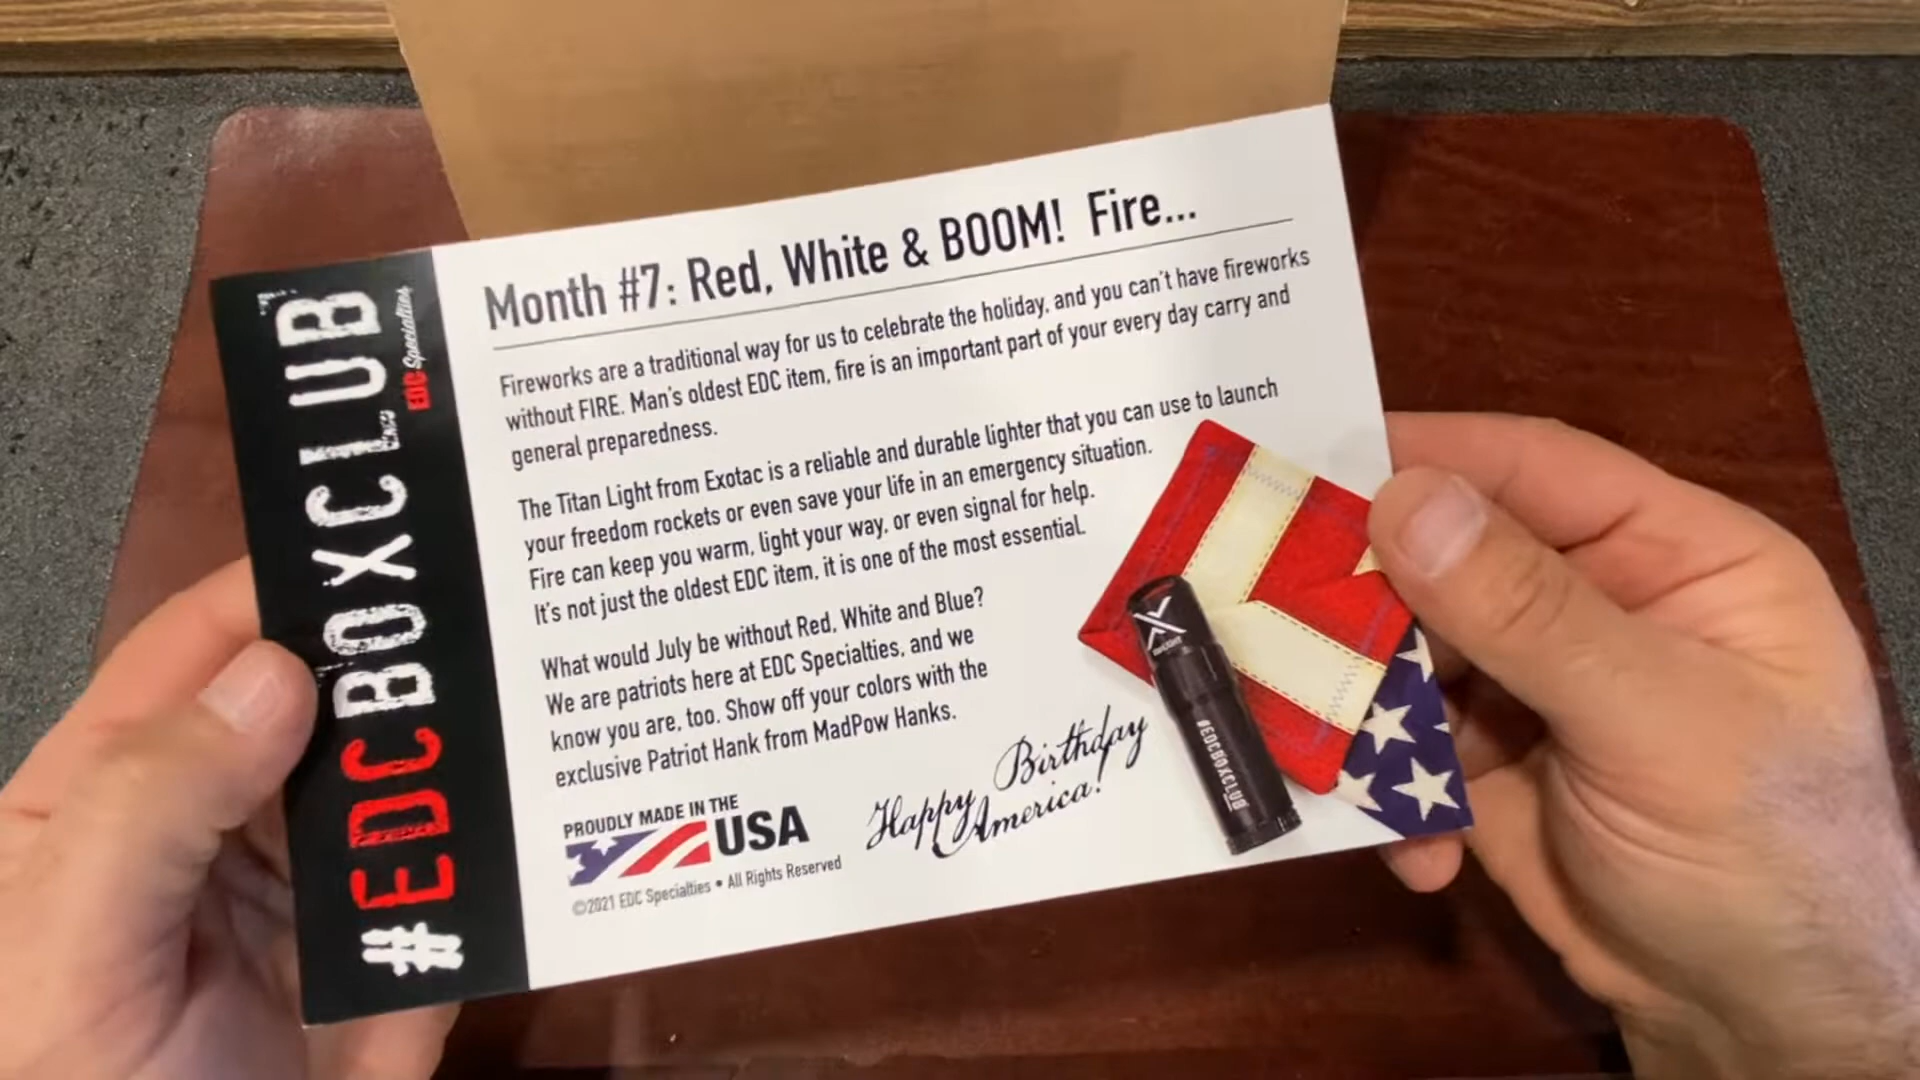 #EDCBOXCLUB
EDC Specialties
Month #7: Red, White & BOOM! Fire...
Fireworks are a traditional way for us to celebrate the holiday, and you can't have fireworks
without FIRE. Man's oldest EDC item, fire is an important part of your every day carry and
general preparedness.
The Titan Light from Exotac is a reliable and durable lighter that you can use to launch
your freedom rockets or even save your life in an emergency situation.
Fire can keep you warm, light your way, or even signal for help.
It's not just the oldest EDC item, it is one of the most essential.
What would July be without Red, White and Blue?
We are patriots here at EDC Specialties, and we
know you are, too. Show off your colors with the
exclusive Patriot Hank from MadPow Hanks.
PROUDLY MADE IN THE
USA
©2021 EDC Specialties • All Rights Reserved
Happy Birthday
America!
#EDCBOXCLUB